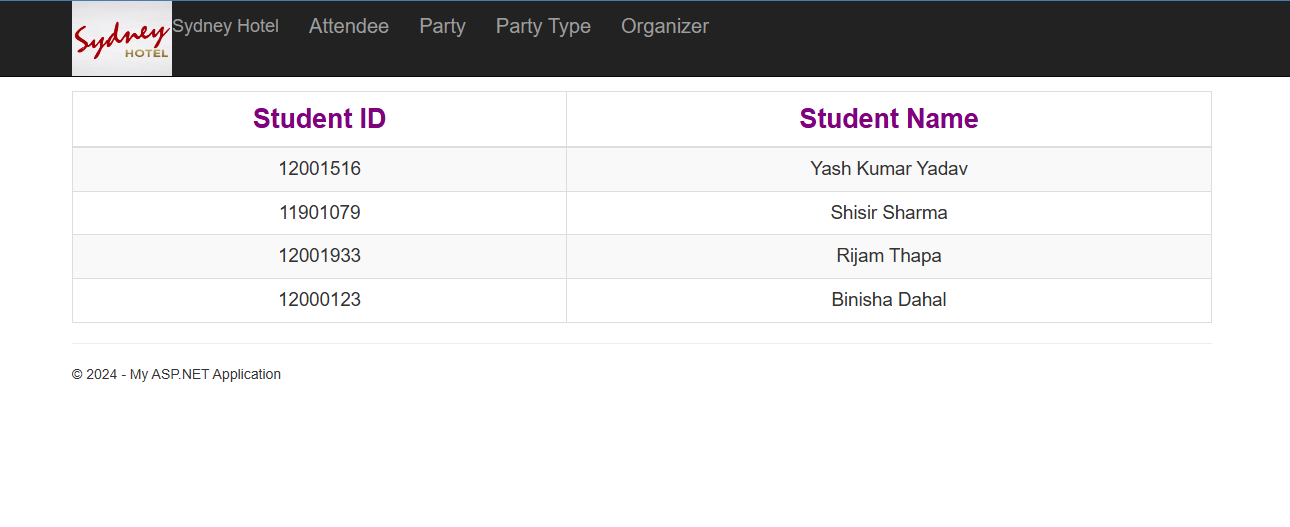 Sydney
HOTEL
Sydney Hotel Attendee Party Party Type Organizer
Student ID Student Name
12001516 Yash Kumar Yadav
11901079 Shisir Sharma
12001933 Rijam Thapa
12000123 Binisha Dahal
© 2024 - My ASP.NET Application